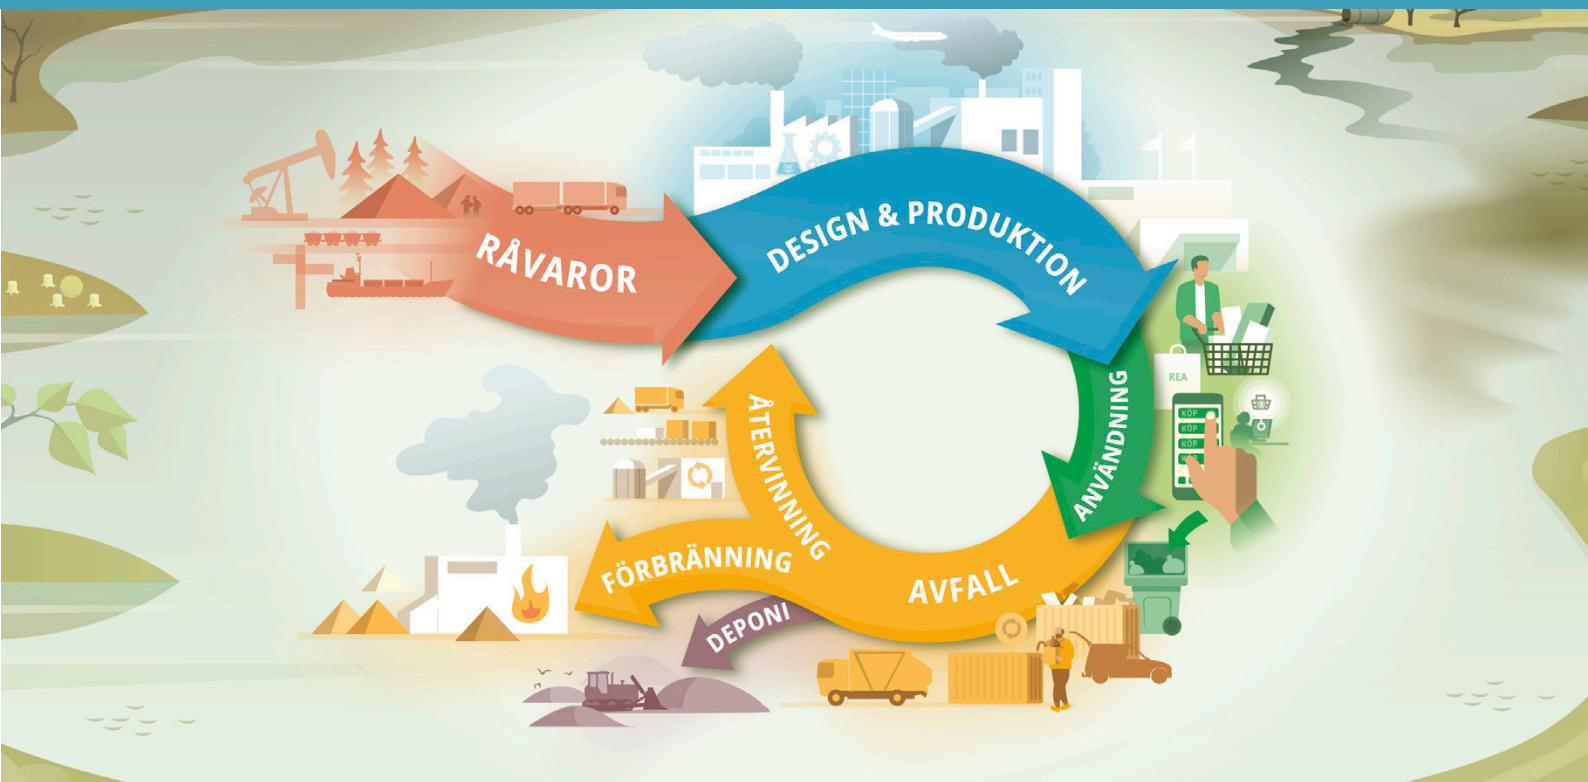 RÅVAROR
DESIGN & PRODUKTION
ANVÄNDNING
REA
KÖP
KÖP
KÖP
ÅTERVINNING
FÖRBRÄNNING
AVFALL
DEPONI